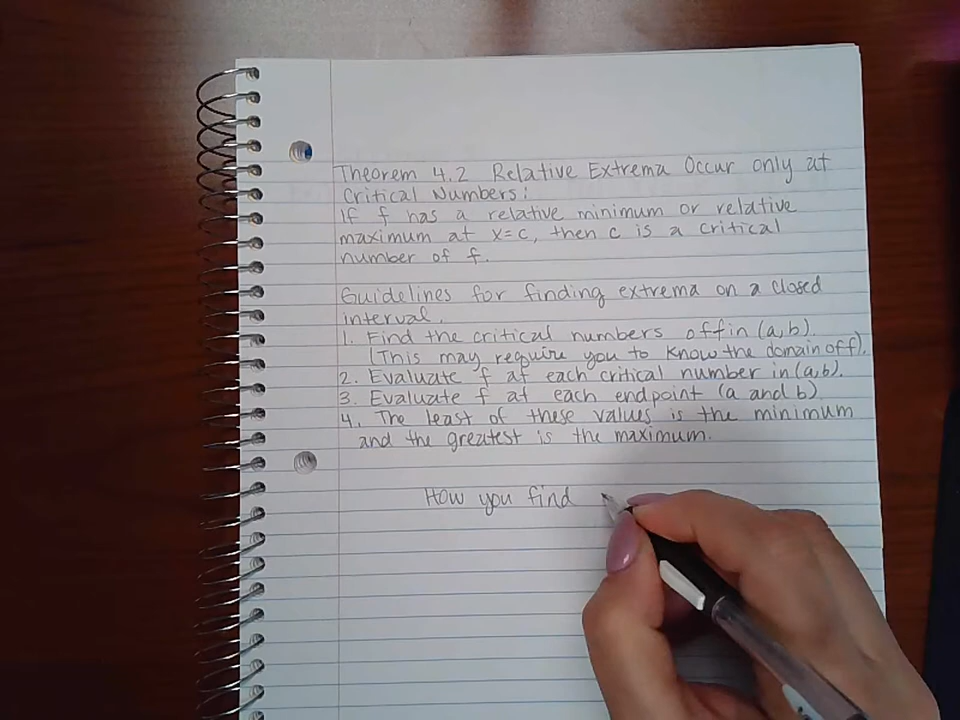 Theorem 4.2 Relative Extrema Occur only at
Critical Numbers:
If f has a relative minimum or relative
maximum at x=c, then c is a critical
number of f.
Guidelines for finding extrema on a closed
interval.
1. Find the critical numbers of f in (a,b).
(This may require you to know the domain of f).
2. Evaluate f at each critical number in (a,b).
3. Evaluate f at each endpoint (a and b)
4. The least of these values is the minimum
and the greatest is the maximum.
How you find